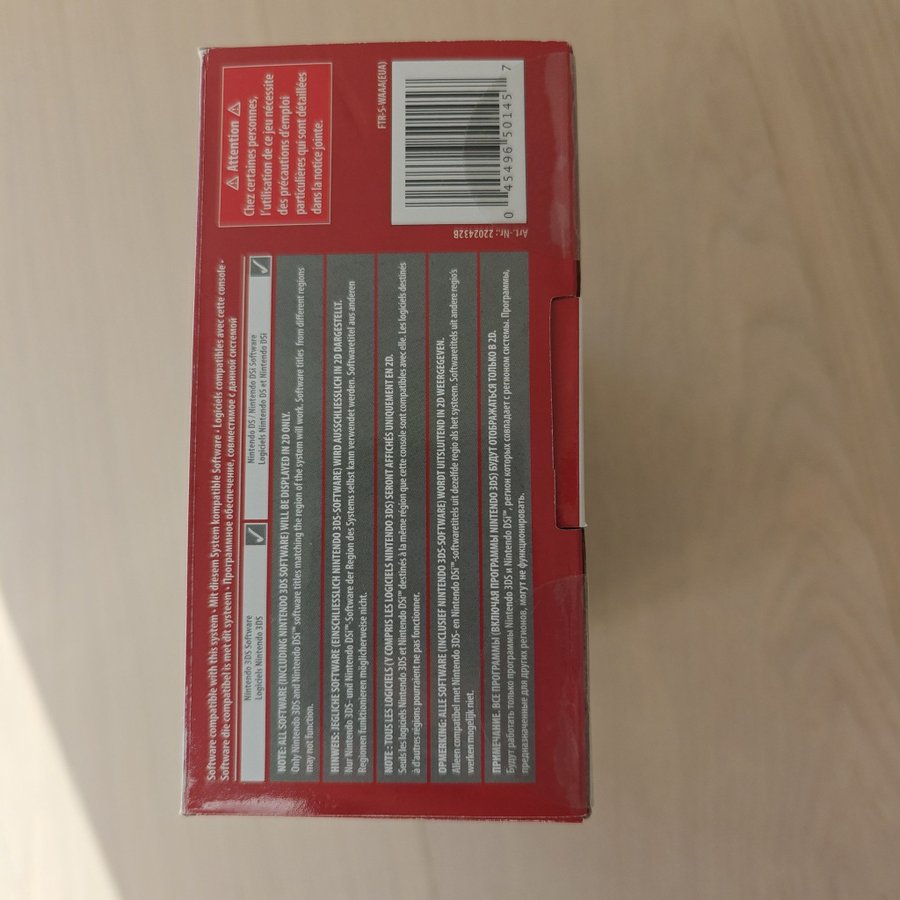 Software compatible with this system • Mit diesem System kompatible Software • Logiciels compatibles avec cette console •
Software die compatibel is met dit systeem • Программное обеспечение, совместимое с данной системой
Nintendo 3DS Software
Logiciels Nintendo 3DS
Nintendo DS / Nintendo DSi Software
Logiciels Nintendo DS et Nintendo DSi
NOTE: ALL SOFTWARE (INCLUDING NINTENDO 3DS SOFTWARE) WILL BE DISPLAYED IN 2D ONLY.
Only Nintendo 3DS and Nintendo DSi™ software titles matching the region of the system will work. Software titles from different regions
may not function.
HINWEIS: JEGLICHE SOFTWARE (EINSCHLIESSLICH NINTENDO 3DS-SOFTWARE) WIRD AUSSCHLIESSLICH IN 2D DARGESTELLT.
Nur Nintendo 3DS- und Nintendo DSi™-Software der Region des Systems selbst kann verwendet werden. Softwaretitel aus anderen
Regionen funktionieren möglicherweise nicht.
NOTE : TOUS LES LOGICIELS (Y COMPRIS LES LOGICIELS NINTENDO 3DS) SERONT AFFICHÉS UNIQUEMENT EN 2D.
Seuls les logiciels Nintendo 3DS et Nintendo DSi™ destinés à la même région que cette console sont compatibles avec elle. Les logiciels destinés
à d'autres régions pourraient ne pas fonctionner.
OPMERKING: ALLE SOFTWARE (INCLUSIEF NINTENDO 3DS-SOFTWARE) WORDT UITSLUITEND IN 2D WEERGEGEVEN.
Alleen compatibel met Nintendo 3DS- en Nintendo DSi™-softwaretitels uit dezelfde regio als het systeem. Softwaretitels uit andere regio's
werken mogelijk niet.
ПРИМЕЧАНИЕ. ВСЕ ПРОГРАММЫ (ВКЛЮЧАЯ ПРОГРАММЫ NINTENDO 3DS) БУДУТ ОТОБРАЖАТЬСЯ ТОЛЬКО В 2D.
Будут работать только программы Nintendo 3DS и Nintendo DSi™, регион которых совпадает с регионом системы. Программы,
предназначенные для других регионов, могут не функционировать.
⚠ Attention ⚠
Chez certaines personnes,
l'utilisation de ce jeu nécessite
des précautions d'emploi
particulières qui sont détaillées
dans la notice jointe.
FTR-S-WAAA(EUA)
0 45496 50145 7
Art.-Nr.: 2202432B